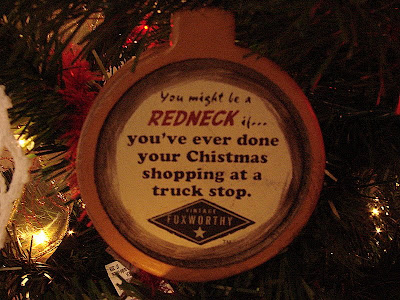 You might be a
REDNECK if...
you've ever done
your Chistmas
shopping at a
truck stop.
VINTAGE
FOXWORTHY